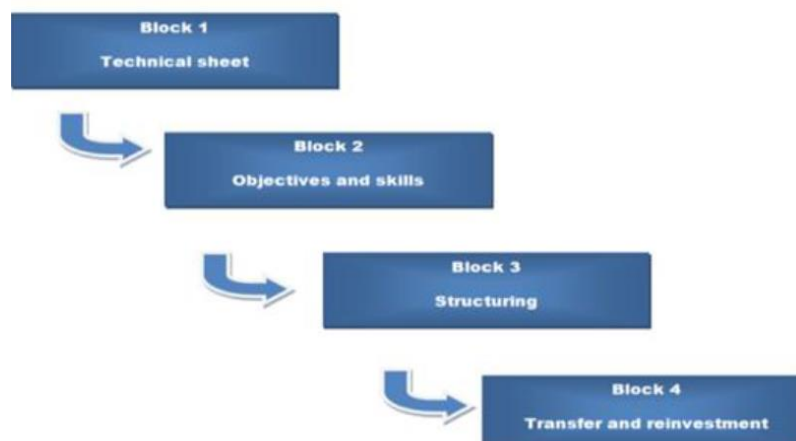 Block 1
Technical sheet
Block 2
Objectives and skills
Block 3
Structuring
Block 4
Transfer and reinvestment